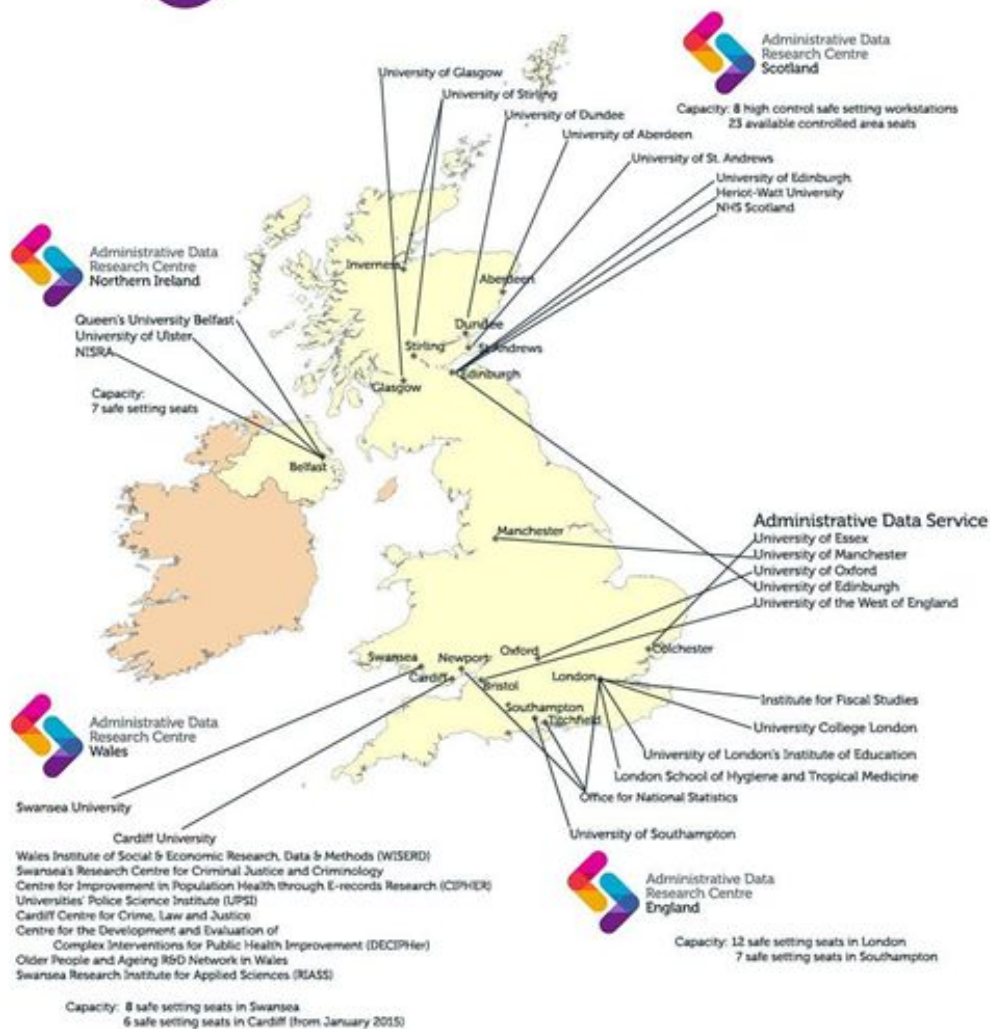 Administrative Data
Research Centre
Scotland
Capacity: 8 high control safe setting workstations
23 available controlled area seats
University of Glasgow
University of Stirling
University of Dundee
University of Aberdeen
University of St. Andrews
University of Edinburgh
Heriot-Watt University
NHS Scotland
Administrative Data
Research Centre
Northern Ireland
Queen's University Belfast
University of Ulster
NISRA
Capacity:
7 safe setting seats
Inverness
Aberdeen
Dundee
Stirling
St Andrews
Edinburgh
Glasgow
Belfast
Manchester
Administrative Data Service
University of Essex
University of Manchester
University of Oxford
University of Edinburgh
University of the West of England
Swansea
Newport
Oxford
Colchester
Cardiff
Bristol
London
Southampton
Titchfield
Institute for Fiscal Studies
University College London
University of London's Institute of Education
London School of Hygiene and Tropical Medicine
Office for National Statistics
University of Southampton
Administrative Data
Research Centre
Wales
Swansea University
Cardiff University
Wales Institute of Social & Economic Research, Data & Methods (WISERD)
Swansea's Research Centre for Criminal Justice and Criminology
Centre for Improvement in Population Health through E-records Research (CIPHER)
Universities' Police Science Institute (UPSI)
Cardiff Centre for Crime, Law and Justice
Centre for the Development and Evaluation of
Complex Interventions for Public Health Improvement (DECIPHer)
Older People and Ageing R&D Network in Wales
Swansea Research Institute for Applied Sciences (RIASS)
Capacity: 8 safe setting seats in Swansea
6 safe setting seats in Cardiff (from January 2015)
Administrative Data
Research Centre
England
Capacity: 12 safe setting seats in London
7 safe setting seats in Southampton